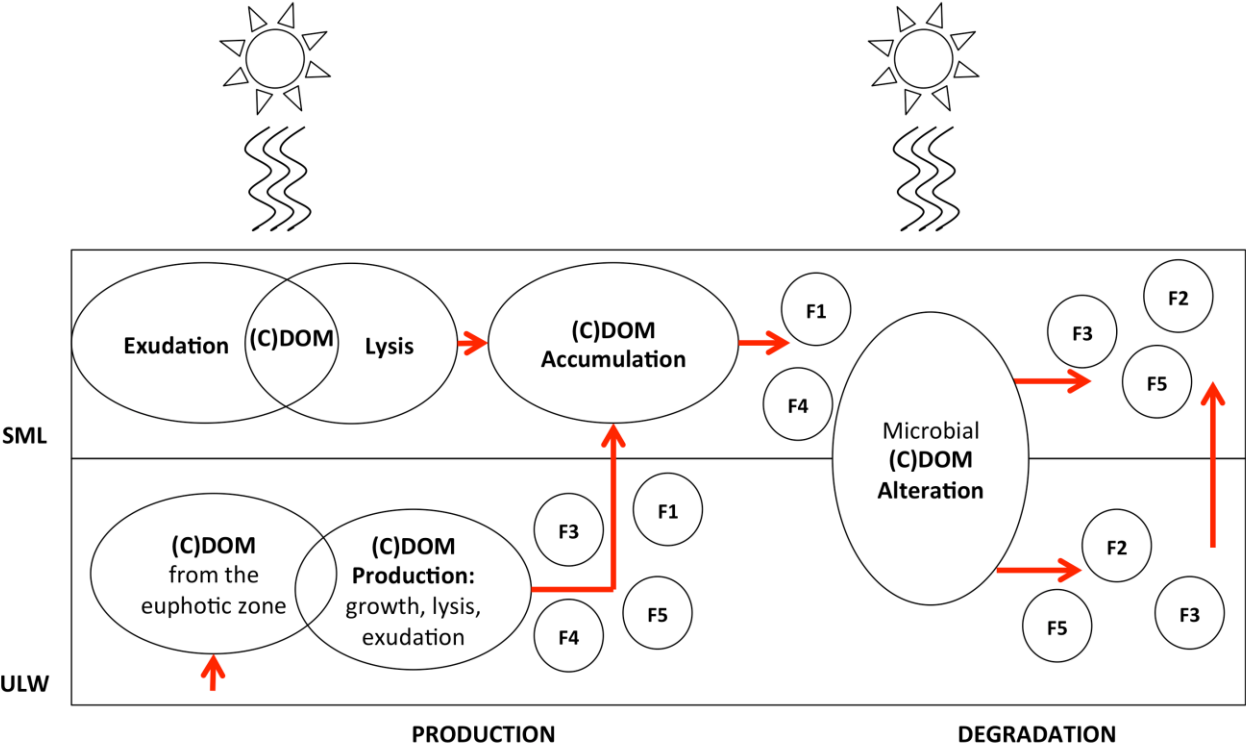 Exudation
(C)DOM
Lysis
(C)DOM
Accumulation
F1
F4
Microbial
(C)DOM
Alteration
F3
F2
F5
SML
(C)DOM
from the
euphotic zone
(C)DOM
Production:
growth, lysis,
exudation
F3
F1
F4
F5
F2
F5
F3
ULW
PRODUCTION
DEGRADATION